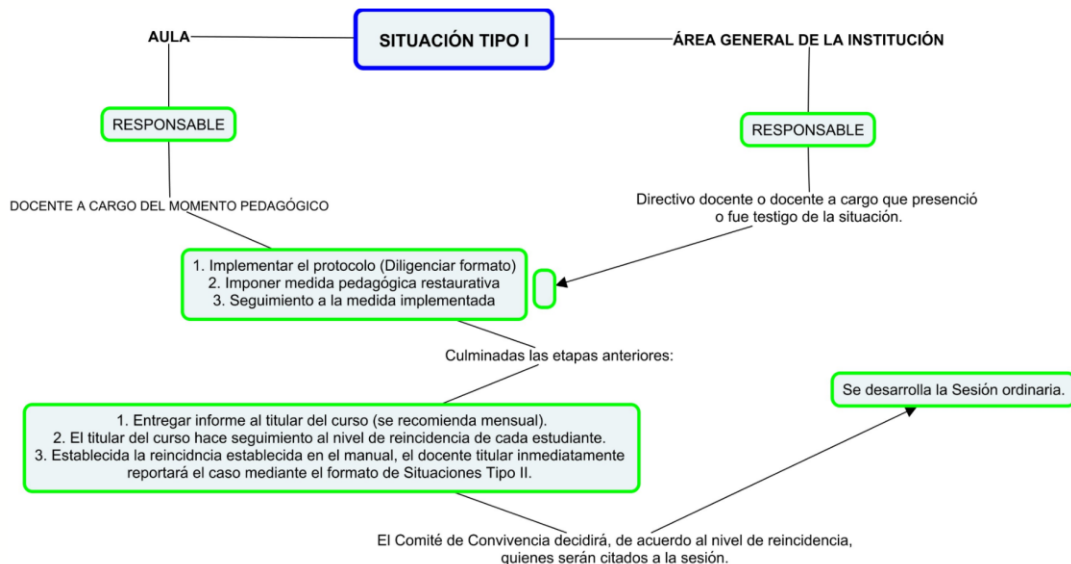 AULA
SITUACIÓN TIPO I
ÁREA GENERAL DE LA INSTITUCIÓN
RESPONSABLE
RESPONSABLE
DOCENTE A CARGO DEL MOMENTO PEDAGÓGICO
Directivo docente o docente a cargo que presenció
o fue testigo de la situación.
1. Implementar el protocolo (Diligenciar formato)
2. Imponer medida pedagógica restaurativa
3. Seguimiento a la medida implementada
Culminadas las etapas anteriores:
Se desarrolla la Sesión ordinaria.
1. Entregar informe al titular del curso (se recomienda mensual).
2. El titular del curso hace seguimiento al nivel de reincidencia de cada estudiante.
3. Establecida la reincidncia establecida en el manual, el docente titular inmediatamente
reportará el caso mediante el formato de Situaciones Tipo II.
El Comité de Convivencia decidirá, de acuerdo al nivel de reincidencia,
quienes serán citados a la sesión.